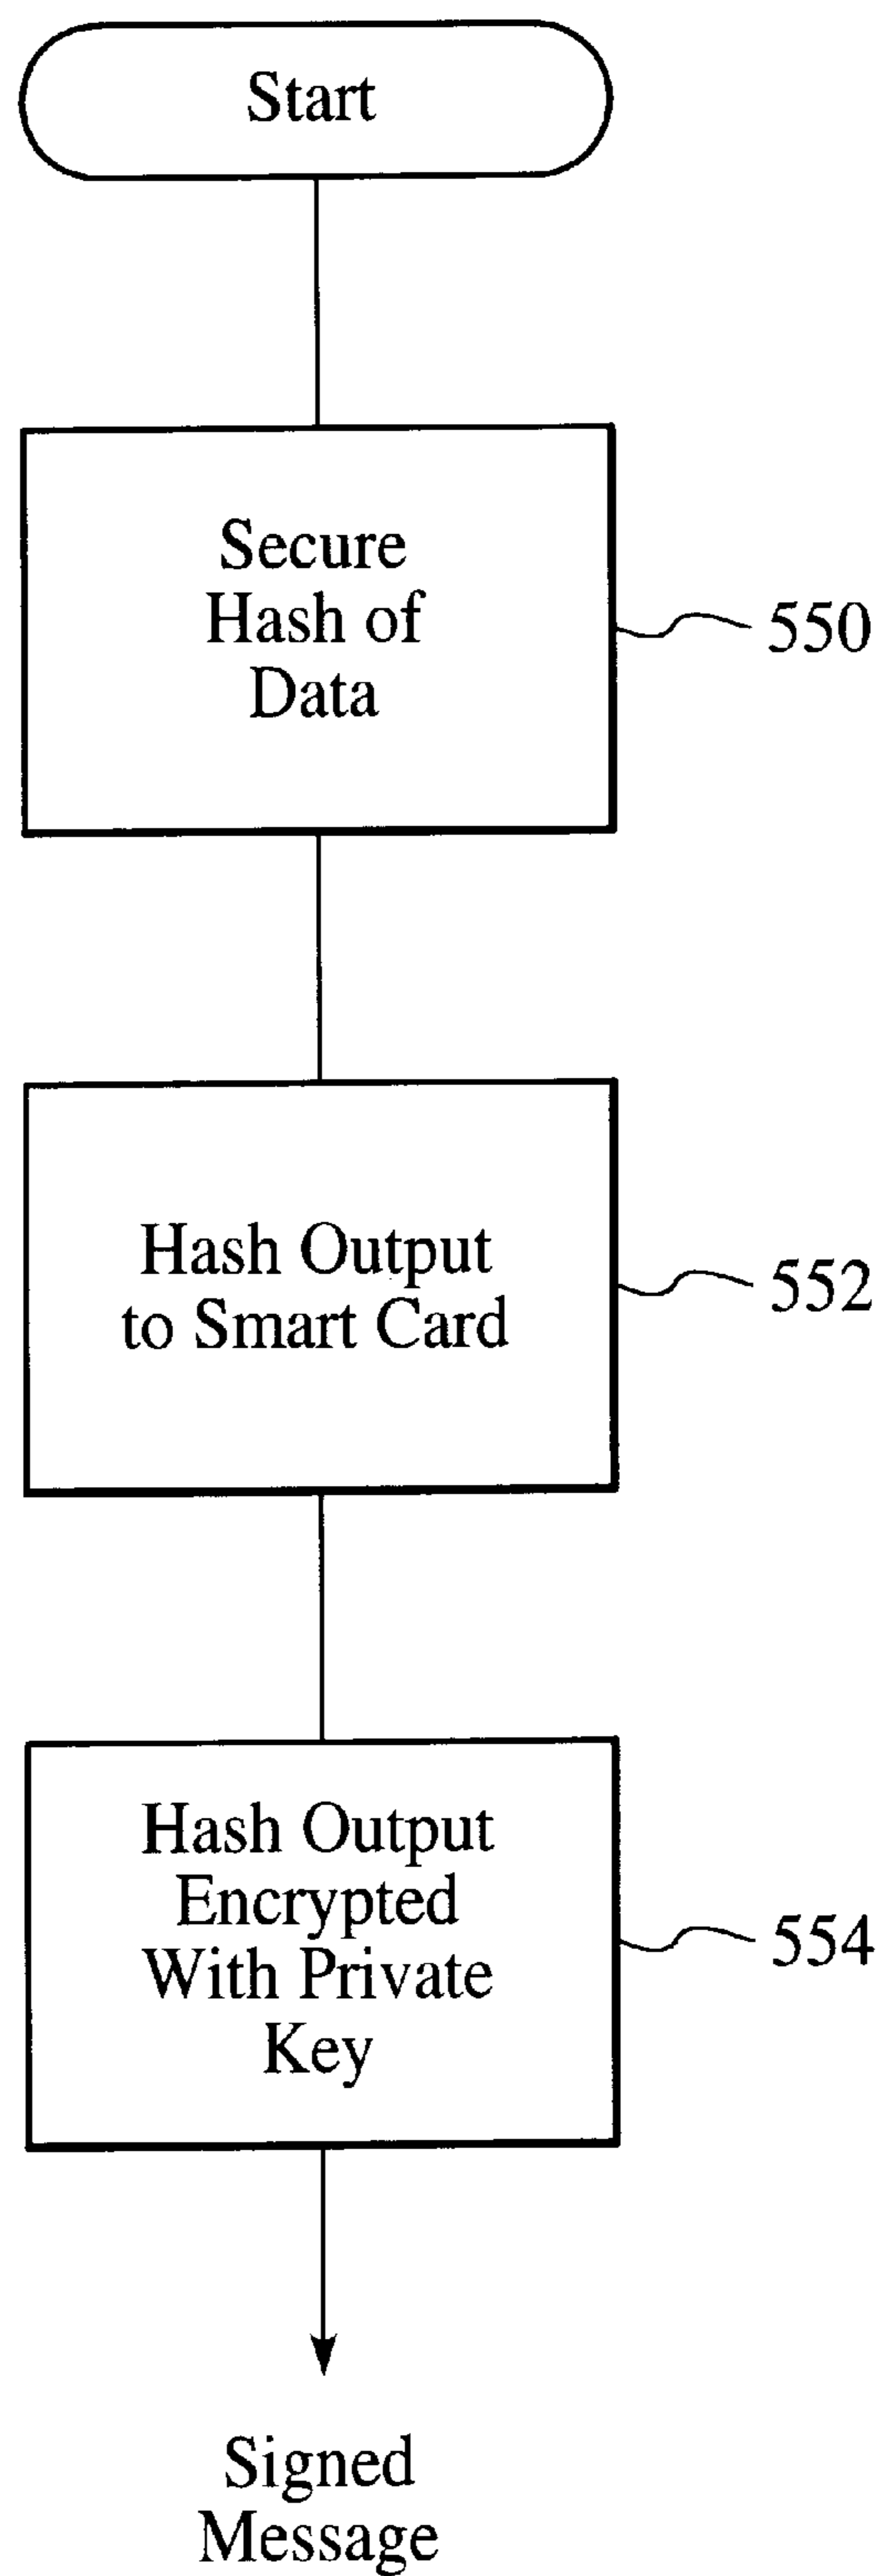 Start
Secure
Hash of
Data
550
Hash Output
to Smart Card
552
Hash Output
Encrypted
With Private
Key
554
Signed
Message